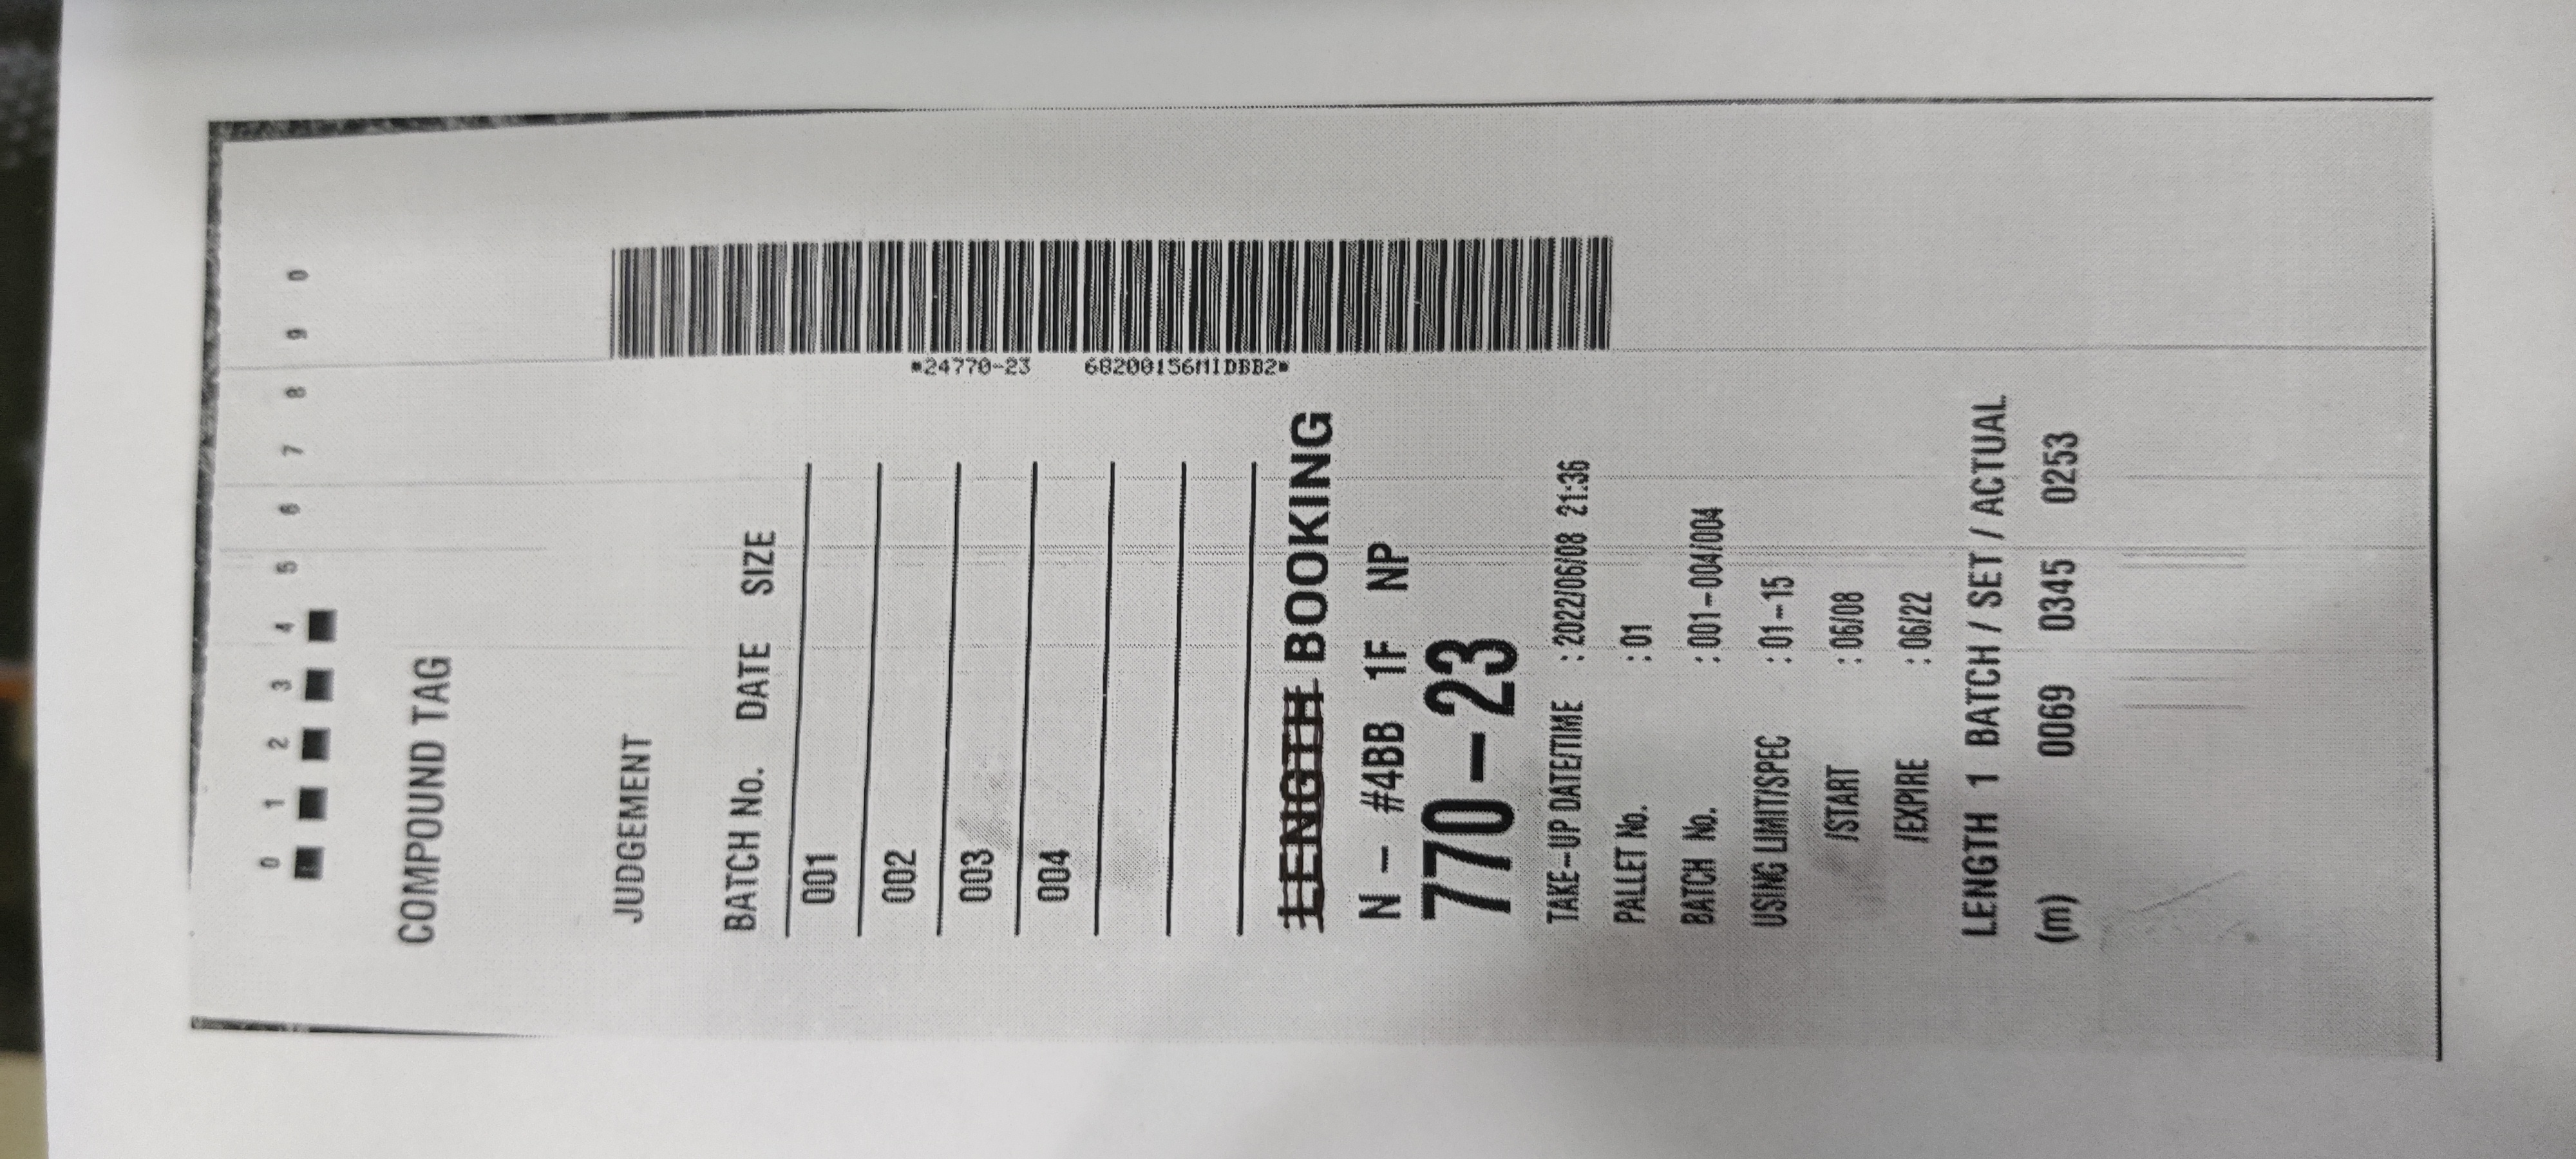 0 1 2 3 4 5 6 7 8 9 0
COMPOUND TAG
JUDGEMENT
BATCH No. DATE SIZE
001
002
003
004
LENGTH BOOKING
N - #4BB 1F NP
770-23
TAKE-UP DATE/TIME : 2022/06/08 21:36
PALLET No. : 01
BATCH No. : 001-004/004
USING LIMIT/SPEC : 01-15
/START : 06/08
/EXPIRE : 06/22
LENGTH 1 BATCH / SET / ACTUAL
(m) 0069 0345 0253
*24770-23